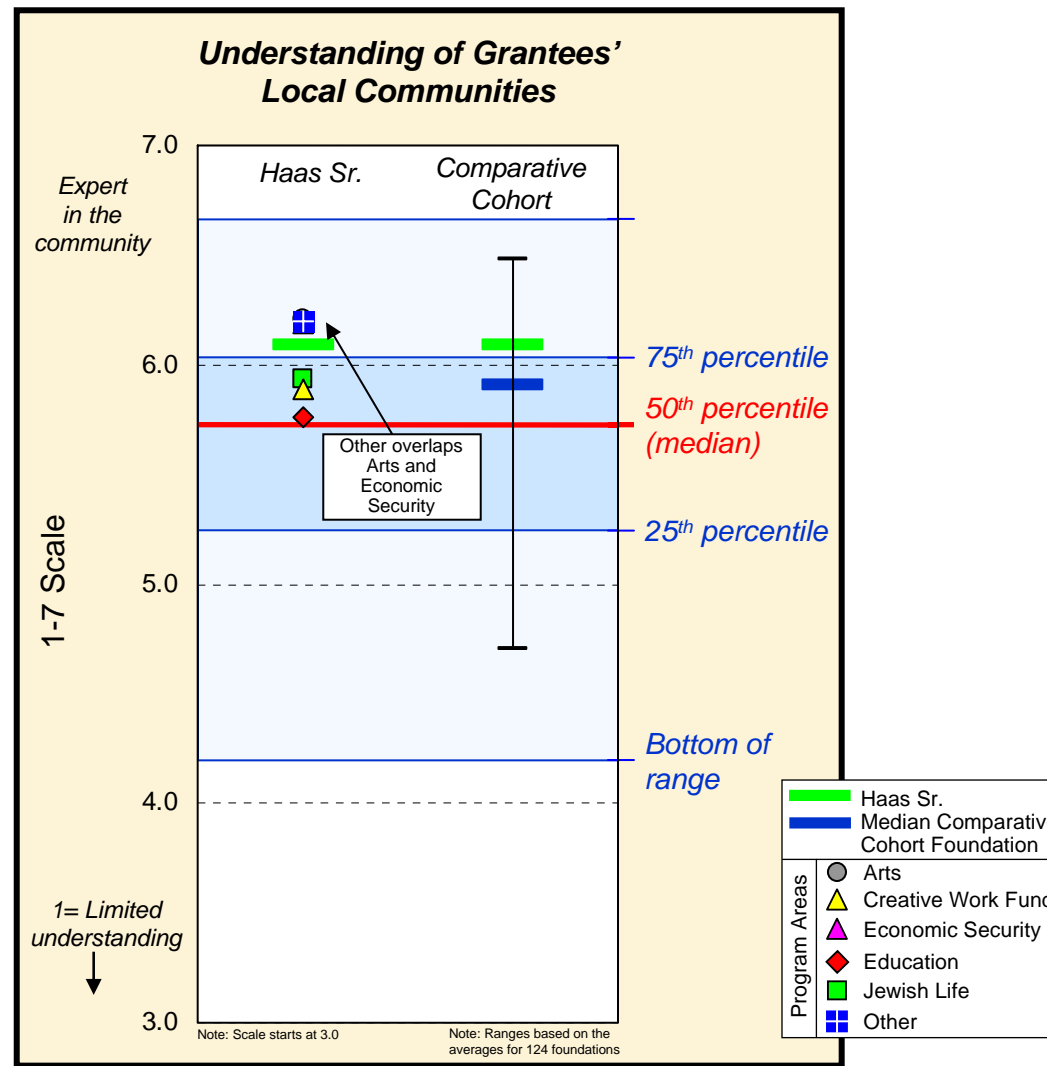 Understanding of Grantees'
Local Communities
7.0
Haas Sr.
Comparative
Cohort
Expert
in the
community
6.0
75th percentile
50th percentile
(median)
Other overlaps
Arts and
Economic
Security
25th percentile
1-7 Scale
5.0
Bottom of
range
4.0
1= Limited
understanding
3.0
Note: Scale starts at 3.0
Note: Ranges based on the
averages for 124 foundations
Haas Sr.
Median Comparativ
Cohort Foundation
Program Areas
Arts
Creative Work Func
Economic Security
Education
Jewish Life
Other